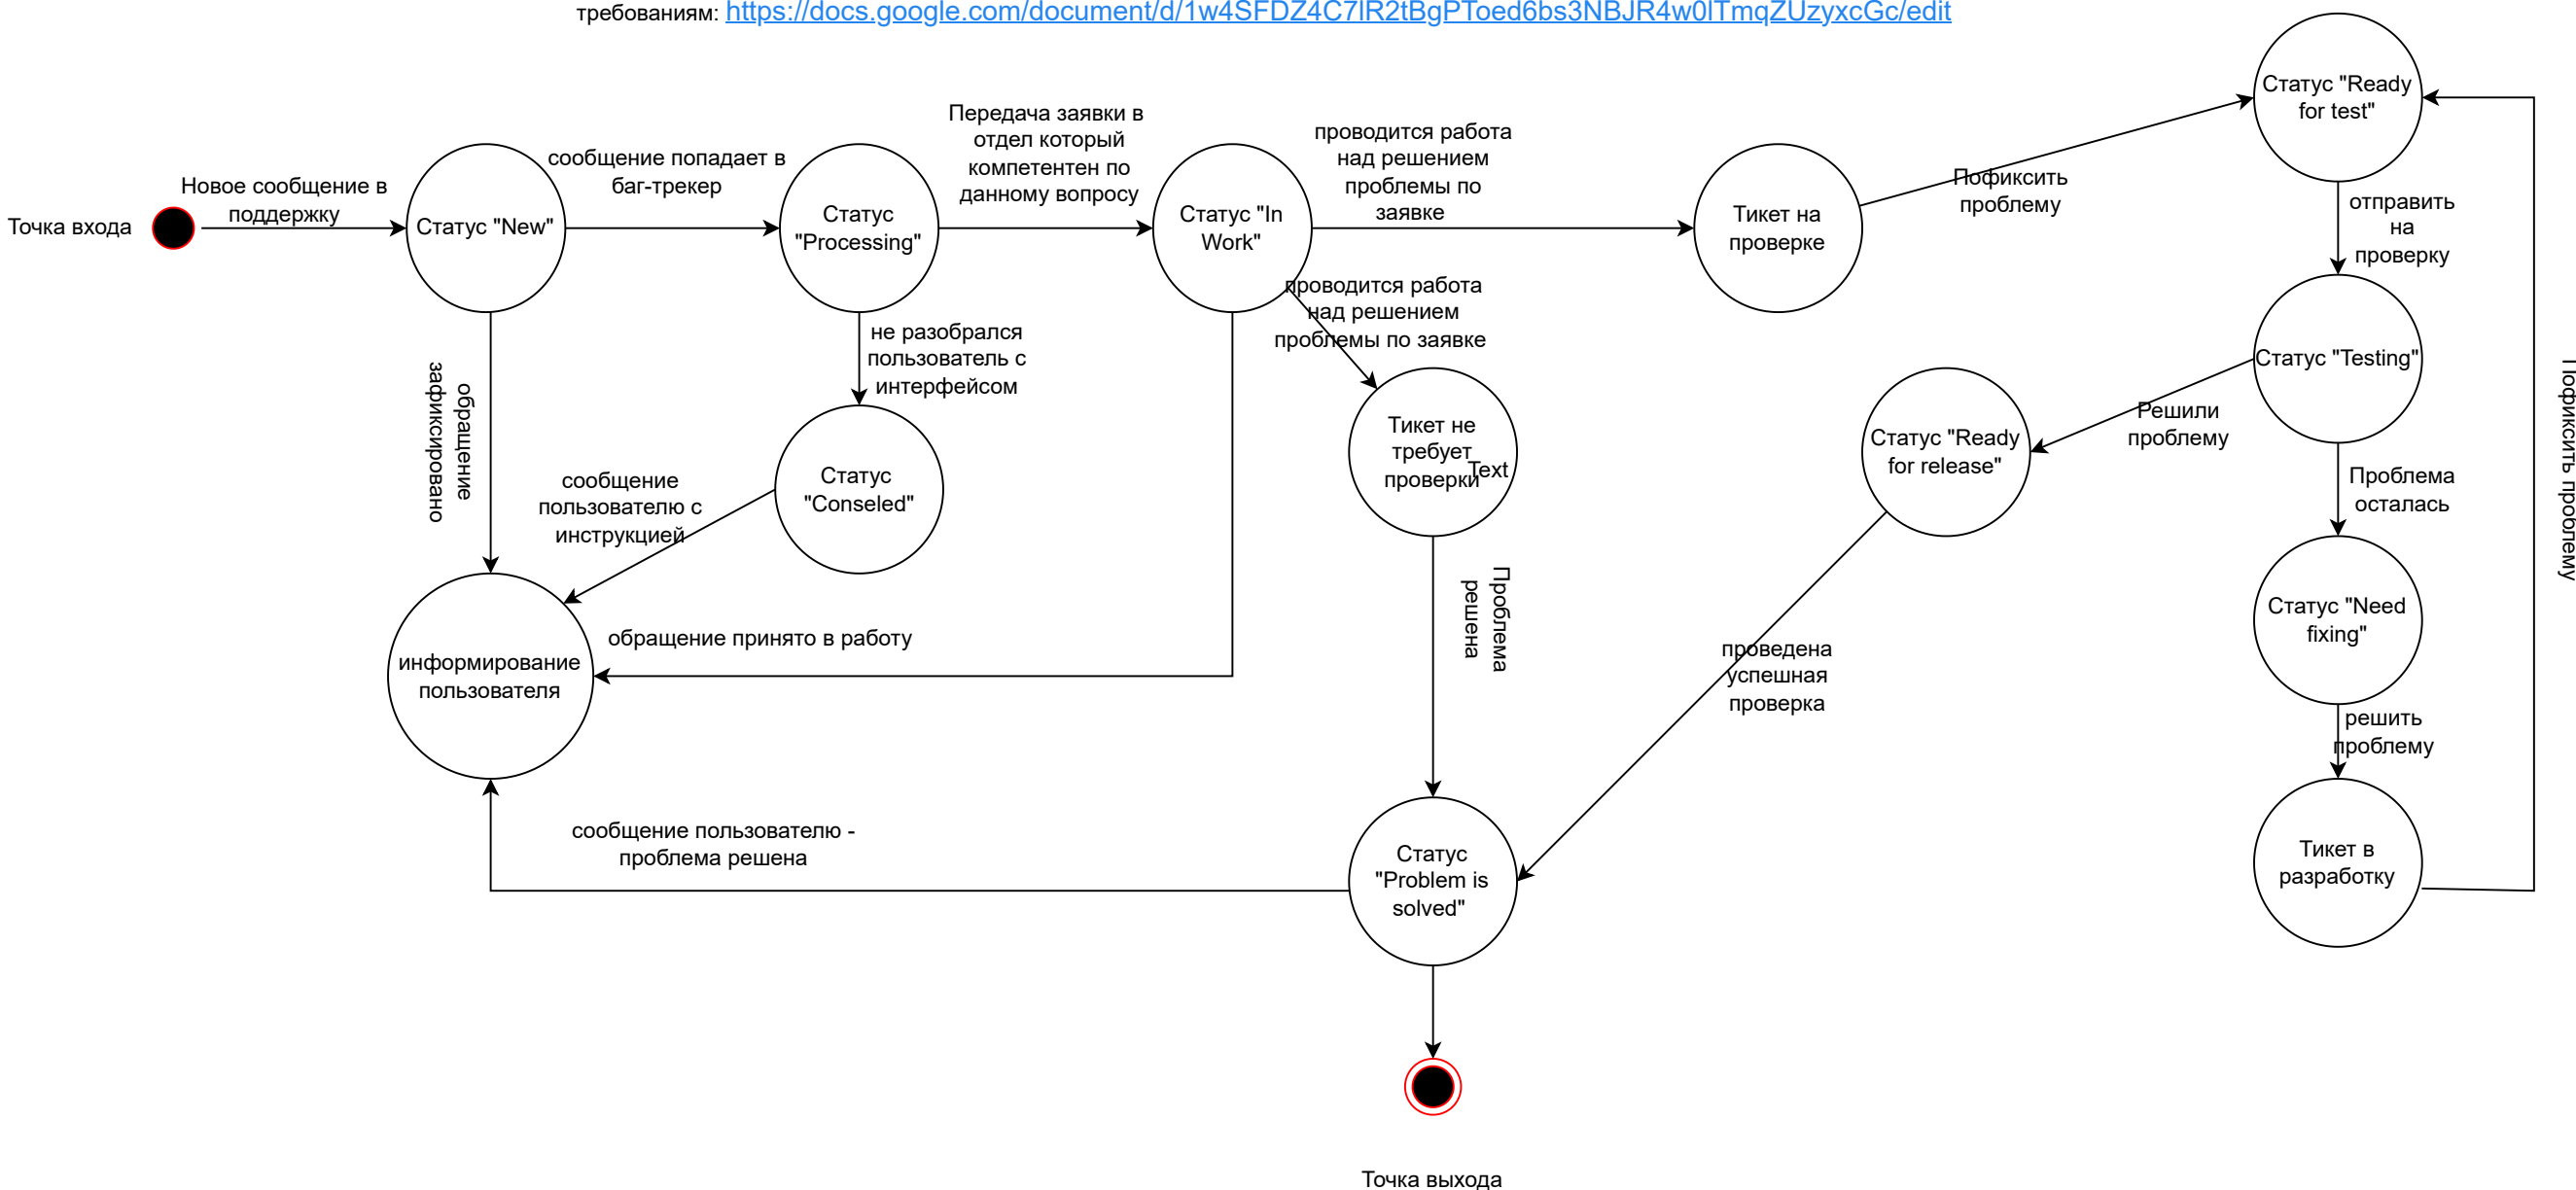 требованиям: https://docs.google.com/document/d/1w4SFDZ4C7lR2tBgPToed6bs3NBJR4w0lTmqZUzyxcGc/edit
Точка входа
Новое сообщение в
поддержку
Статус "New"
сообщение попадает в
баг-трекер
Статус
"Processing"
Передача заявки в
отдел который
компетентен по
данному вопросу
Статус "In
Work"
проводится работа
над решением
проблемы по
заявке
Тикет на
проверке
Пофиксить
проблему
Статус "Ready
for test"
отправить
на
проверку
Статус "Testing"
Решили
проблему
Статус "Ready
for release"
Проблема
осталась
Статус "Need
fixing"
решить
проблему
Тикет в
разработку
Пофиксить проблему
проводится работа
над решением
проблемы по заявке
Тикет не
требует
проверки
Text
не разобрался
пользователь с
интерфейсом
Статус
"Conseled"
обращение
зафиксировано
сообщение
пользователю с
инструкцией
информирование
пользователя
обращение принято в работу
Проблема
решена
проведена
успешная
проверка
сообщение пользователю -
проблема решена
Статус
"Problem is
solved"
Точка выхода